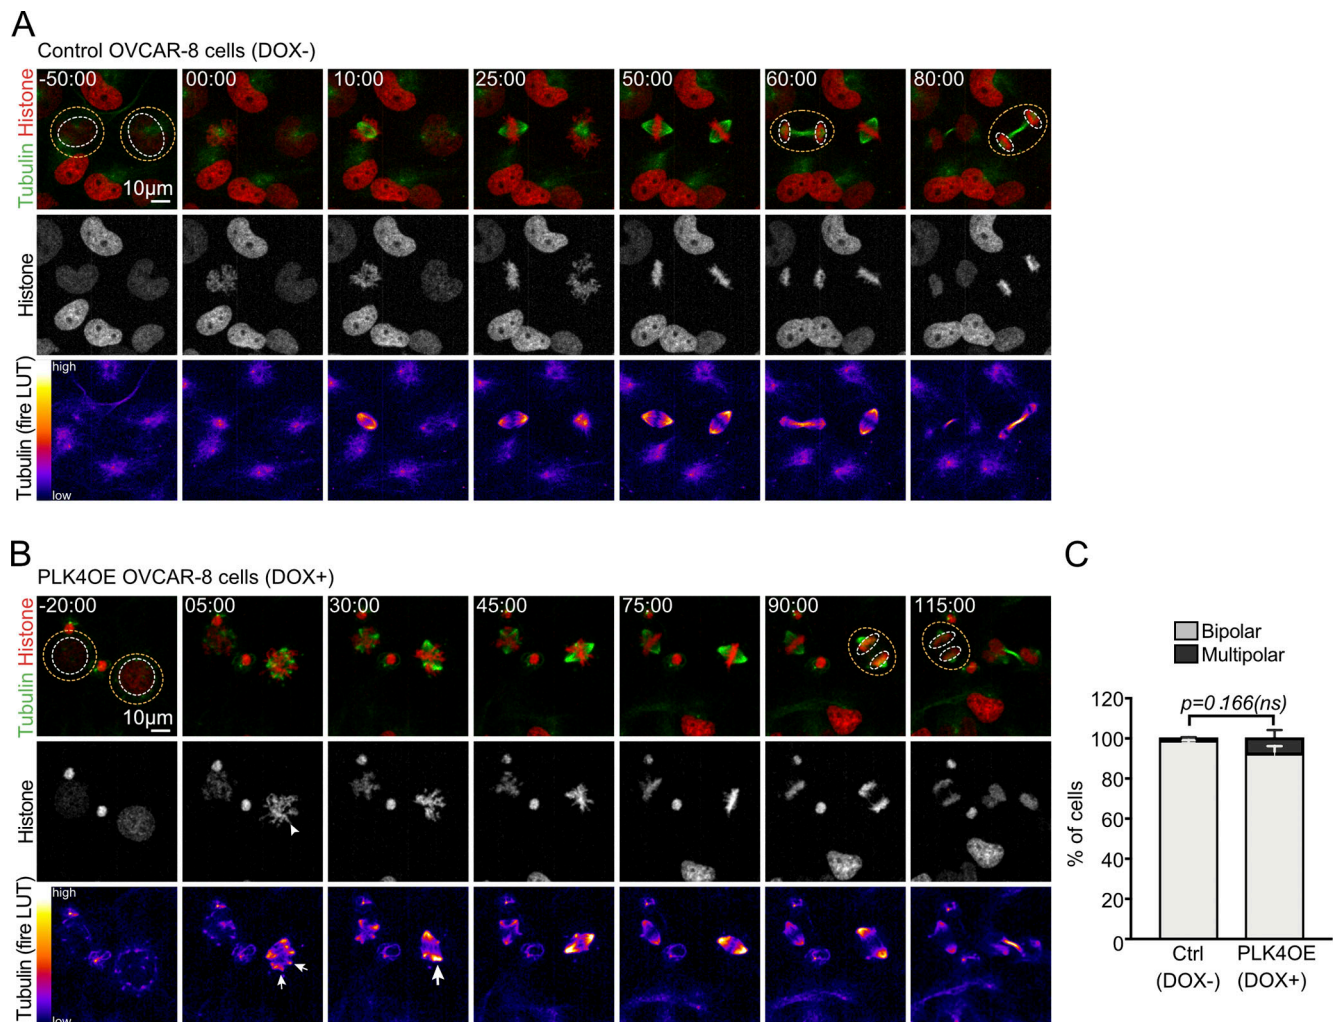 A
Control OVCAR-8 cells (DOX-)
Tubulin Histone
-50:00
00:00
10:00
25:00
50:00
60:00
80:00
10µm
Histone
Tubulin (fire LUT)
high
low
B
PLK4OE OVCAR-8 cells (DOX+)
Tubulin Histone
-20:00
05:00
30:00
45:00
75:00
90:00
115:00
10µm
Histone
Tubulin (fire LUT)
high
low
C
Bipolar
Multipolar
p=0.166(ns)
% of cells
120
100
80
60
40
20
0
Ctrl
(DOX-)
PLK4OE
(DOX+)